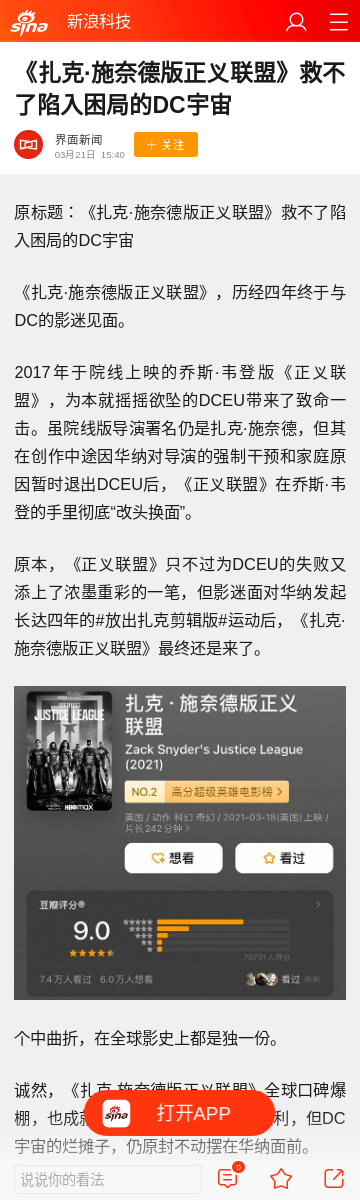 sina
新浪科技
《扎克·施奈德版正义联盟》救不
了陷入困局的DC宇宙
界面新闻
03月21日 15:40
关注
原标题：《扎克·施奈德版正义联盟》救不了陷
入困局的DC宇宙
《扎克·施奈德版正义联盟》，历经四年终于与
DC的影迷见面。
2017年于院线上映的乔斯·韦登版《正义联
盟》，为本就摇摇欲坠的DCEU带来了致命一
击。虽院线版导演署名仍是扎克·施奈德，但其
在创作中途因华纳对导演的强制干预和家庭原
因暂时退出DCEU后，《正义联盟》在乔斯·韦
登的手里彻底“改头换面”。
原本，《正义联盟》只不过为DCEU的失败又
添上了浓墨重彩的一笔，但影迷面对华纳发起
长达四年的#放出扎克剪辑版#运动后，《扎克·
施奈德版正义联盟》最终还是来了。
JUSTICE LEAGUE
HBOMAX
扎克·施奈德版正义
联盟
Zack Snyder's Justice League
(2021)
NO.2 高分超级英雄电影榜
美国 / 动作 科幻 奇幻 / 2021-03-18(美国) 上映 /
片长242分钟
想看
看过
豆瓣评分®
9.0
70731人评分
7.4万人看过 6.0万人想看
看过
个中曲折，在全球影史上都是独一份。
诚然，《扎克·施奈德版正义联盟》全球口碑爆
棚，也成
利，但DC
宇宙的烂摊子，仍原封不动摆在华纳面前。
sina
打开APP
说说你的看法
0